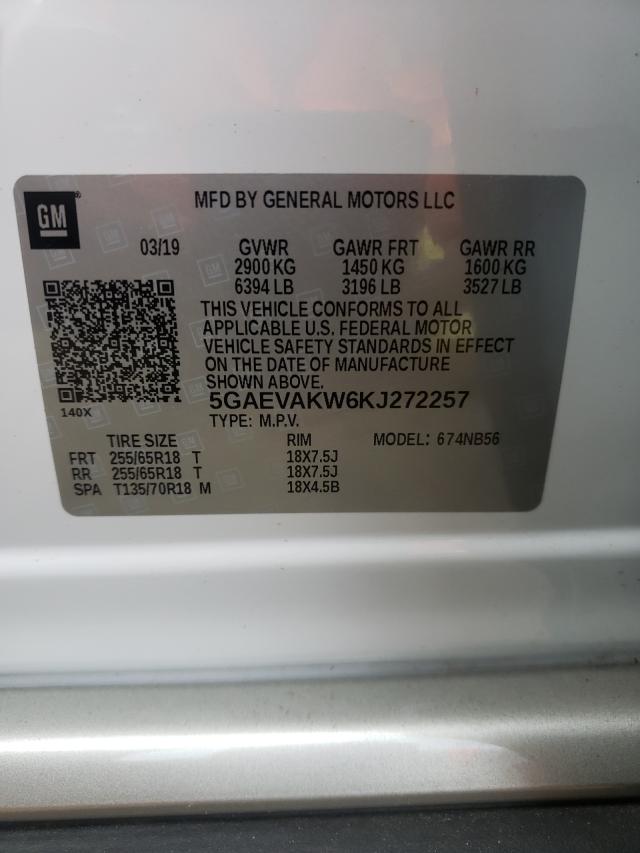 GM ®
MFD BY GENERAL MOTORS LLC
03/19 GVWR GAWR FRT GAWR RR
2900 KG 1450 KG 1600 KG
6394 LB 3196 LB 3527 LB
THIS VEHICLE CONFORMS TO ALL
APPLICABLE U.S. FEDERAL MOTOR
VEHICLE SAFETY STANDARDS IN EFFECT
ON THE DATE OF MANUFACTURE
SHOWN ABOVE.
5GAEVAKW6KJ272257
140X
TYPE: M.P.V.
TIRE SIZE RIM MODEL: 674NB56
FRT 255/65R18 T 18X7.5J
RR 255/65R18 T 18X7.5J
SPA T135/70R18 M 18X4.5B